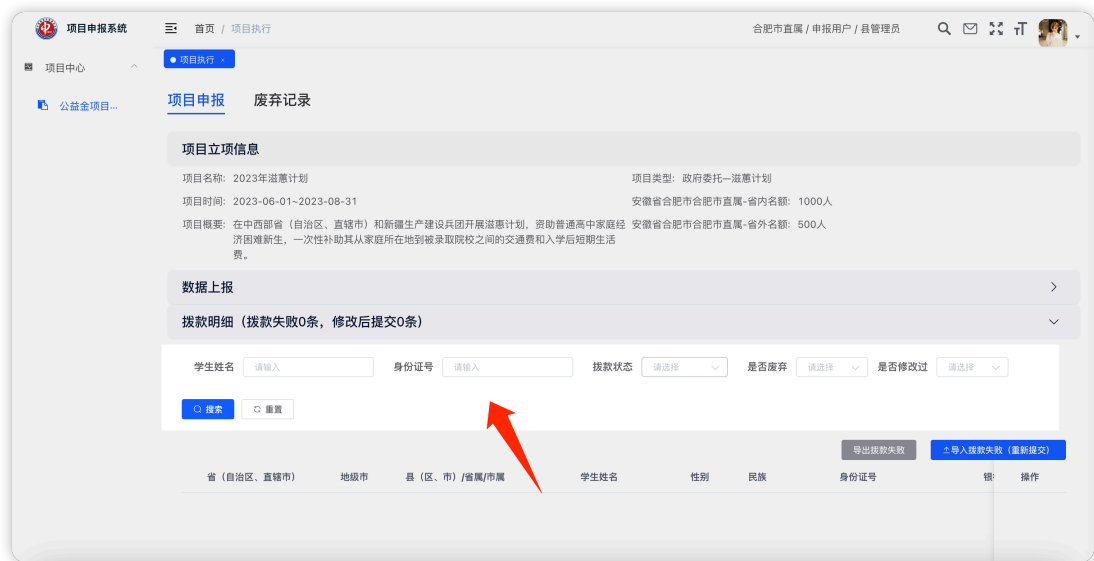 项目申报系统
首页 / 项目执行
合肥市直属 / 申报用户 / 县管理员
项目中心
项目执行 ×
公益金项目...
项目申报 废弃记录
项目立项信息
项目名称: 2023年滋蕙计划 项目类型: 政府委托—滋蕙计划
项目时间: 2023-06-01~2023-08-31 安徽省合肥市合肥市直属-省内名额: 1000人
项目概要: 在中西部省（自治区、直辖市）和新疆生产建设兵团开展滋蕙计划，资助普通高中家庭经 安徽省合肥市合肥市直属-省外名额: 500人
济困难新生，一次性补助其从家庭所在地到被录取院校之间的交通费和入学后短期生活
费。
数据上报
拨款明细（拨款失败0条，修改后提交0条）
学生姓名 请输入 身份证号 请输入 拨款状态 请选择 是否废弃 请选择 是否修改过 请选择
搜索 重置
导出拨款失败 导入拨款失败（重新提交）
省（自治区、直辖市） 地级市 县（区、市）/省属/市属 学生姓名 性别 民族 身份证号 银 操作